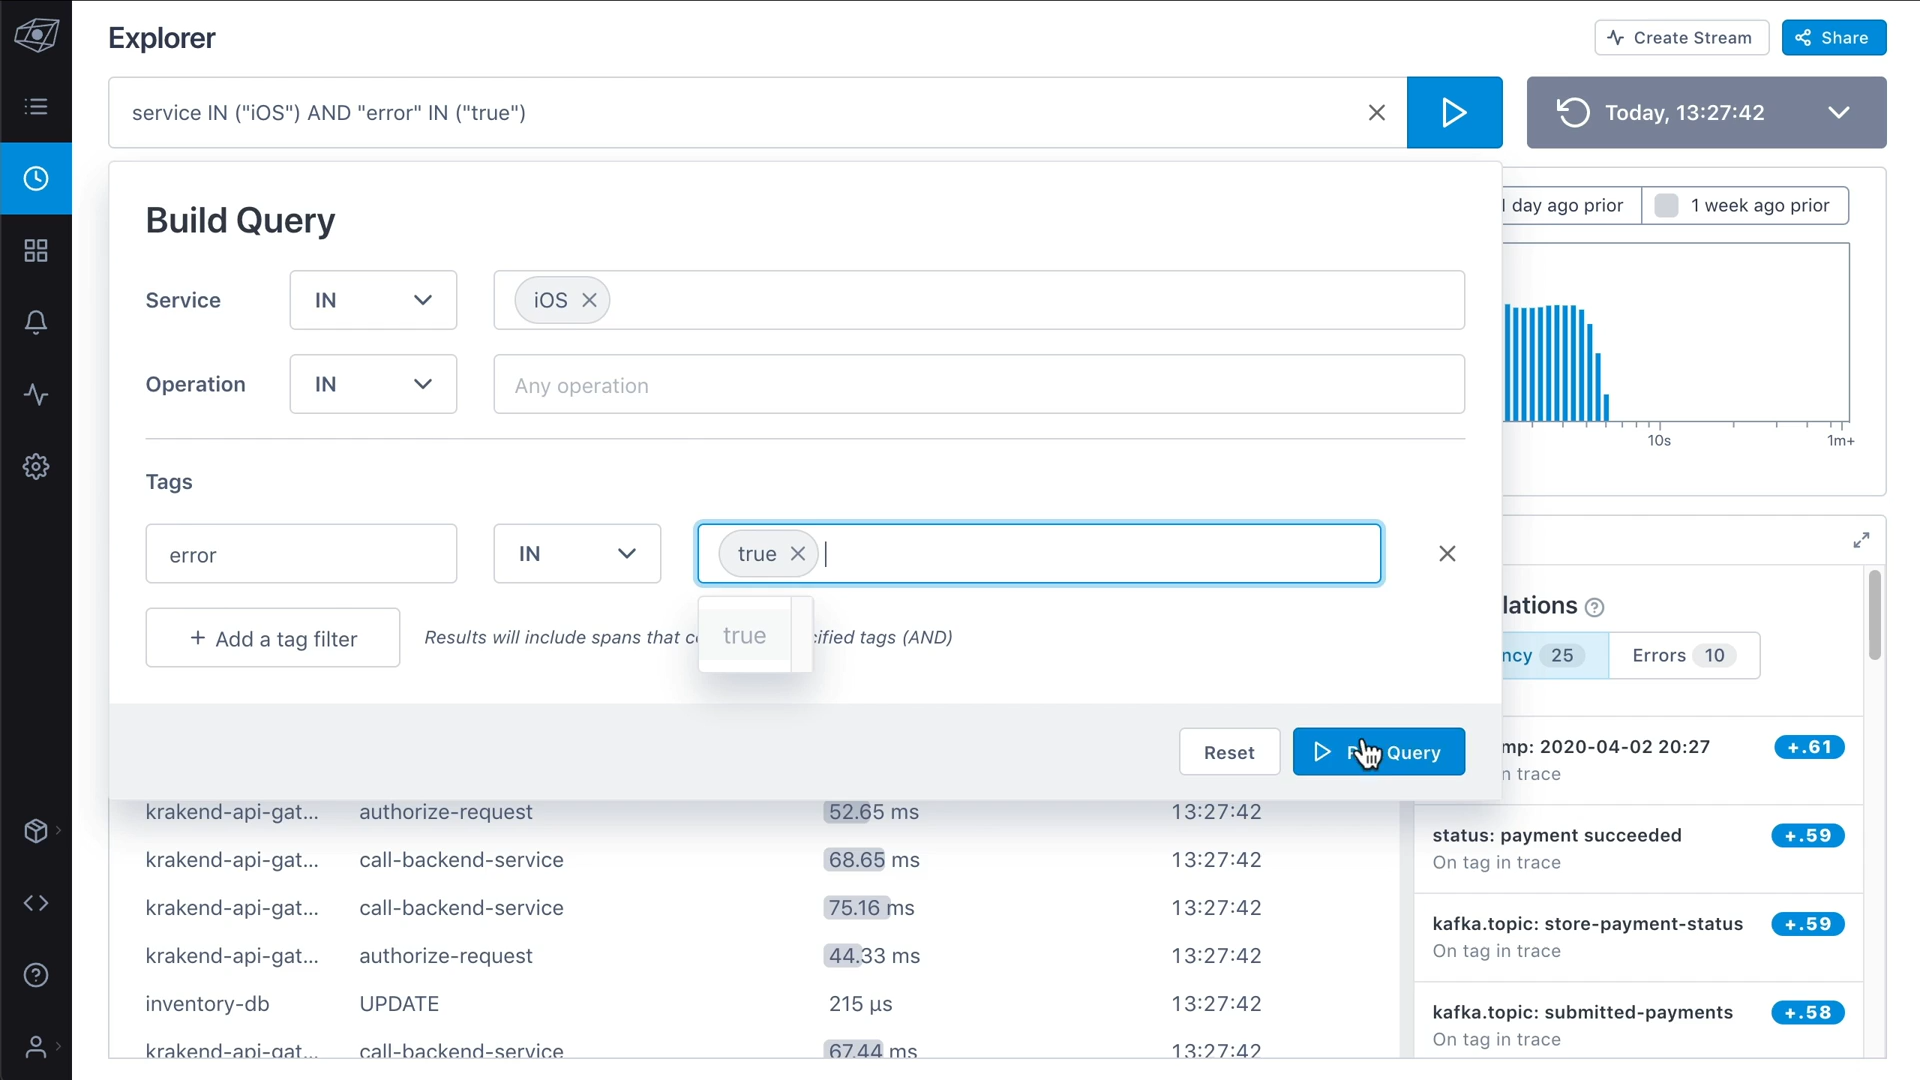 Explorer
Create Stream
Share
service IN ("iOS") AND "error" IN ("true")
Today, 13:27:42
Build Query
day ago prior
1 week ago prior
Service
IN
iOS
Operation
IN
Any operation
10s
1m+
Tags
error
IN
true
+ Add a tag filter
Results will include spans that
(AND)
tags
true
25
Errors 10
Reset
Query
2020-04-02 20:27
+.61
trace
krakend-api-gat... authorize-request 52.65 ms 13:27:42
krakend-api-gat... call-backend-service 68.65 ms 13:27:42
krakend-api-gat... call-backend-service 75.16 ms 13:27:42
krakend-api-gat... authorize-request 44.33 ms 13:27:42
inventory-db UPDATE 215 µs 13:27:42
krakend-api-gat... call-backend-service 67.44 ms 13:27:42
status: payment succeeded
+.59
On tag in trace
kafka.topic: store-payment-status
+.59
On tag in trace
kafka.topic: submitted-payments
+.58
On tag in trace